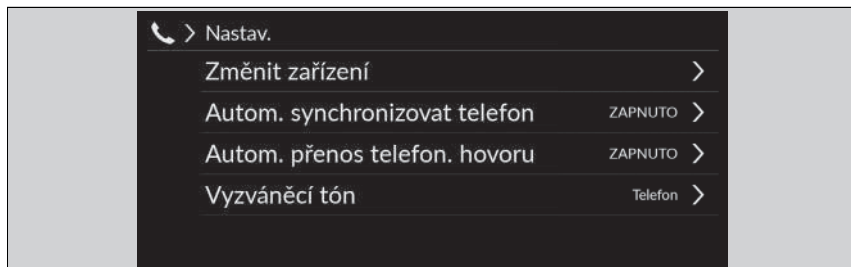 Nastav.
Změnit zařízení
Autom. synchronizovat telefon ZAPNUTO
Autom. přenos telefon. hovoru ZAPNUTO
Vyzváněcí tón Telefon